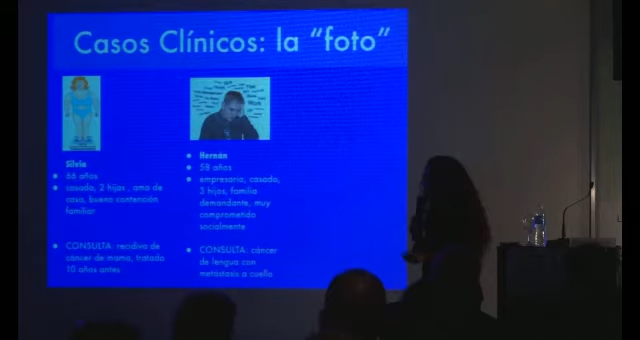 Casos Clínicos: la “foto”
Silvia
66 años
casada, 2 hijos , ama de
casa, buena contención
familiar
CONSULTA: recidiva de
cáncer de mama, tratado
10 años antes
Hernán
58 años
empresario, casado,
3 hijos, familia
demandante, muy
comprometido
socialmente
CONSULTA: cáncer
de lengua con
metástasis a cuello